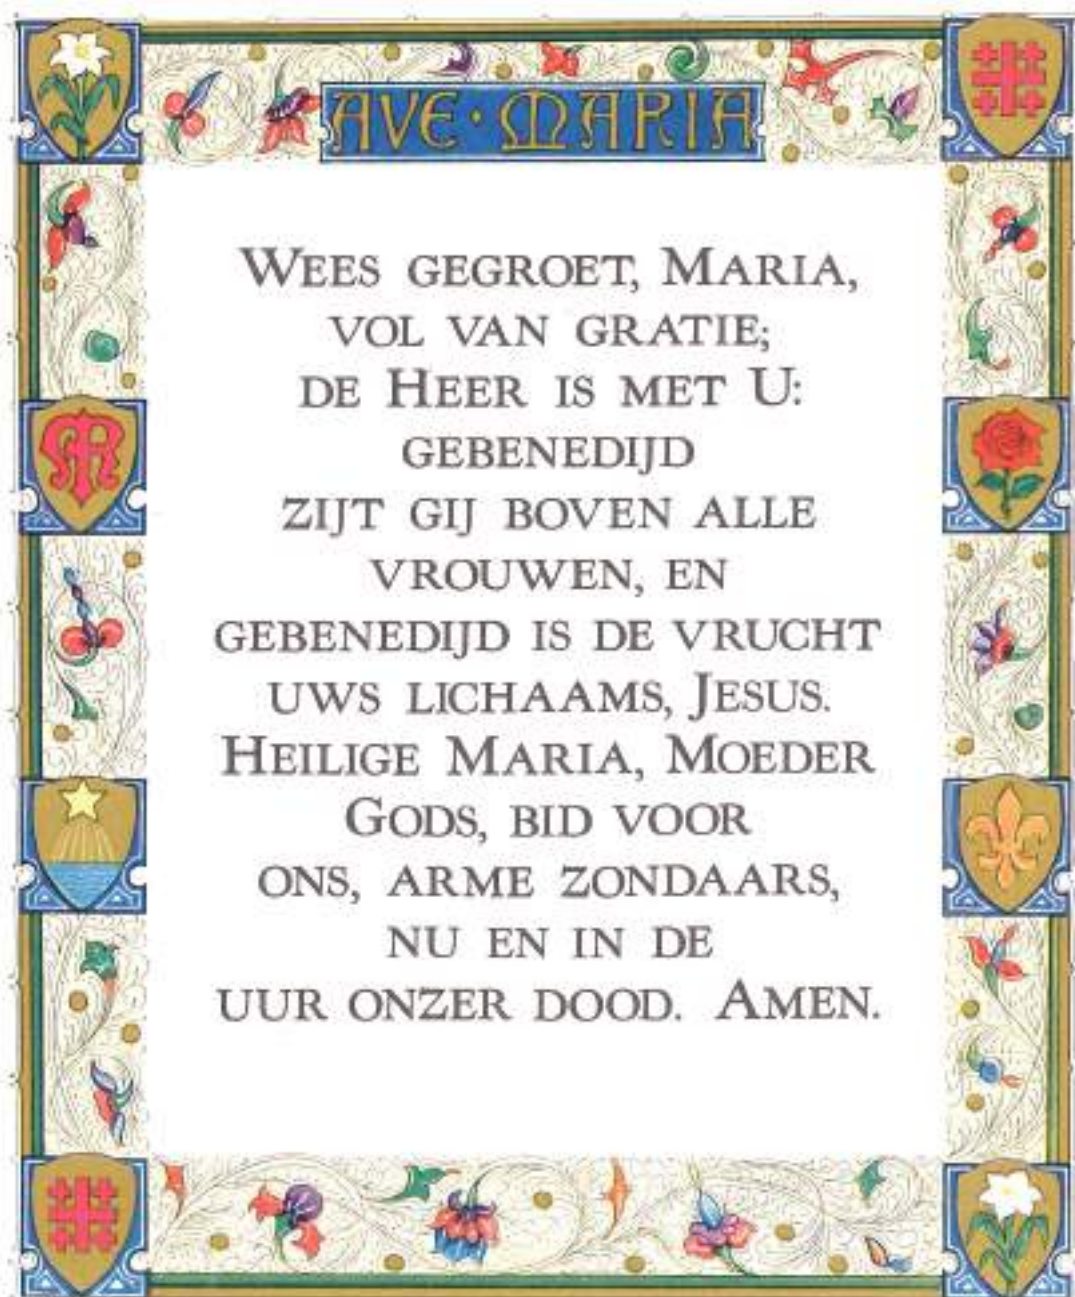 AVE · MARIA
WEES GEGROET, MARIA,
VOL VAN GRATIE;
DE HEER IS MET U:
GEBENEDIJD
ZIJT GIJ BOVEN ALLE
VROUWEN, EN
GEBENEDIJD IS DE VRUCHT
UWS LICHAAMS, JESUS.
HEILIGE MARIA, MOEDER
GODS, BID VOOR
ONS, ARME ZONDAARS,
NU EN IN DE
UUR ONZER DOOD. AMEN.